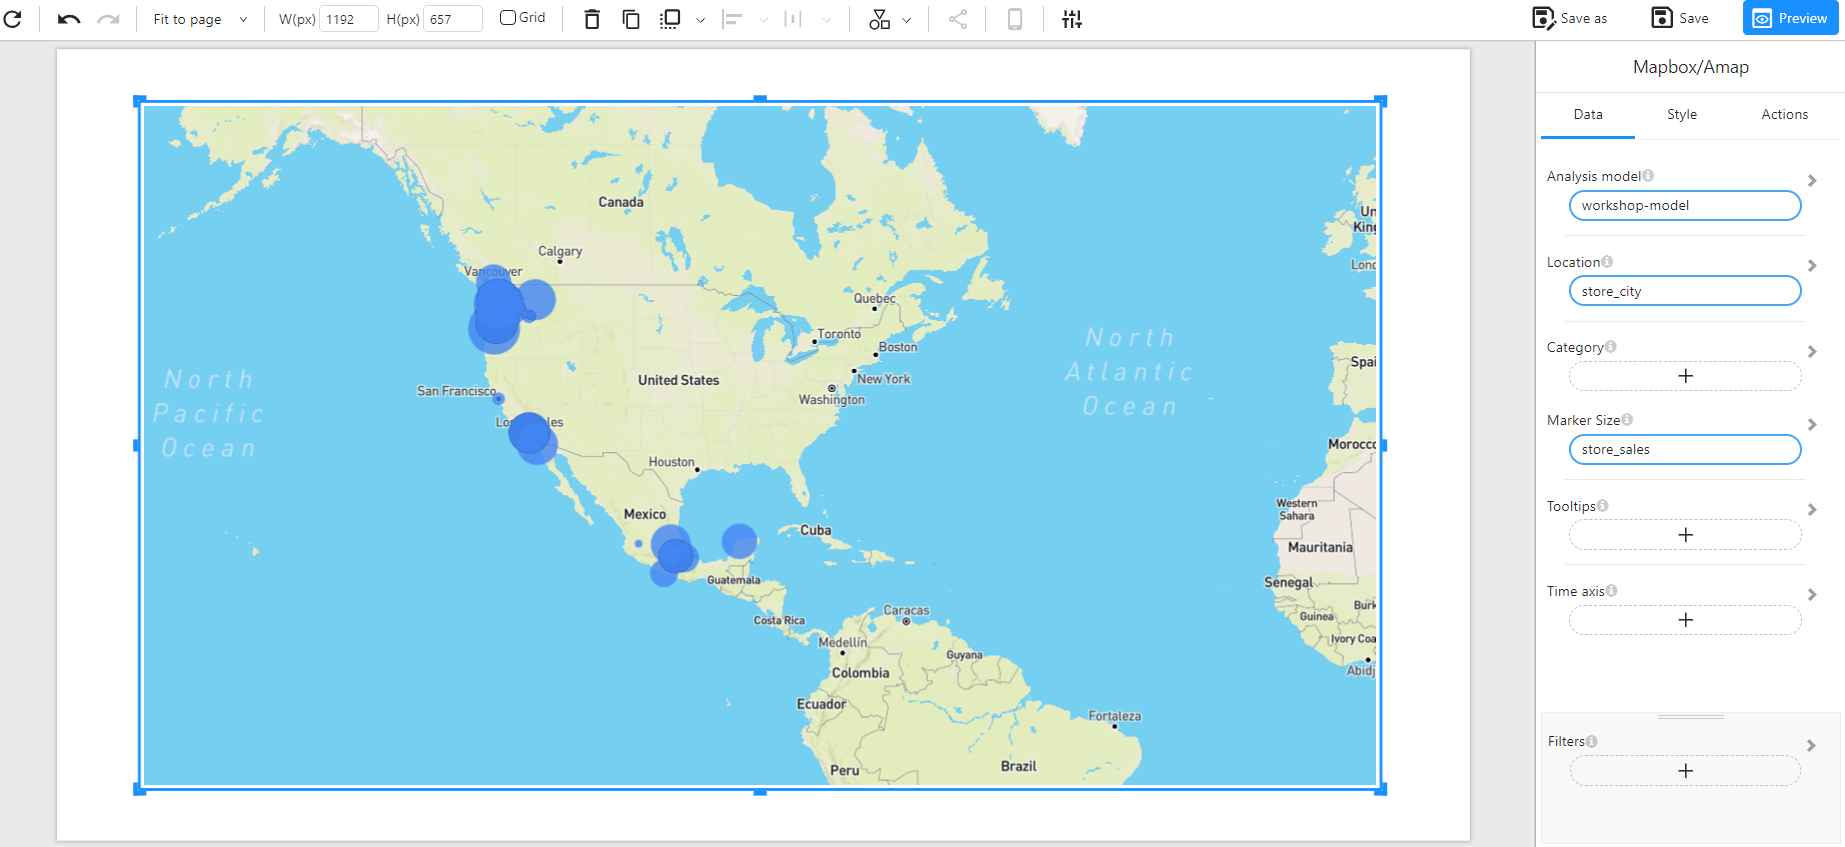 Fit to page
W(px) 1192
H(px) 657
Grid
Save as
Save
Preview
Mapbox/Amap
Data Style Actions
Analysis model
workshop-model
Location
store_city
Category
Marker Size
store_sales
Tooltips
Time axis
Filters
Canada
Calgary
Vancouver
Quebec
Toronto
Boston
New York
Washington
United States
San Francisco
Houston
Mexico
Cuba
Guatemala
Costa Rica
Caracas
Medellín
Guyana
Colombia
Ecuador
Fortaleza
Peru
Brazil
North
Pacific
Ocean
North
Atlantic
Ocean
Un
King
Lond
Spai
Morocc
Western
Sahara
Mauritania
Senegal
Burk
Guinea
Ivory Coa
Abidj